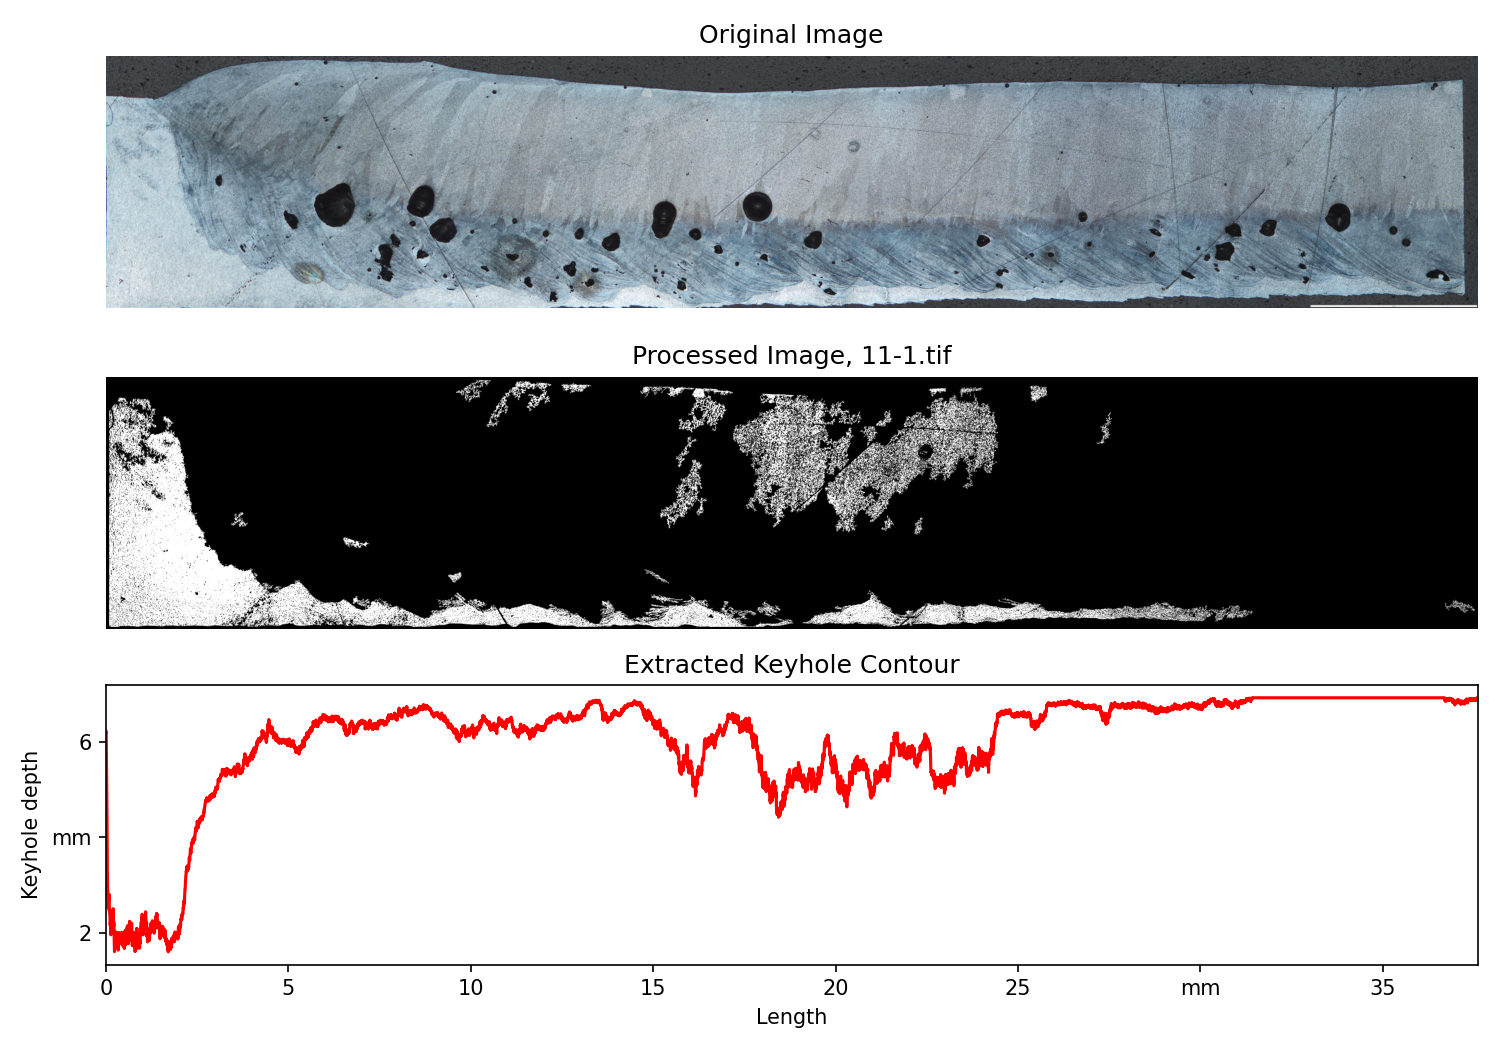 Original Image
Processed Image, 11-1.tif
Extracted Keyhole Contour
Keyhole depth
6
mm
2
0 5 10 15 20 25 mm 35
Length